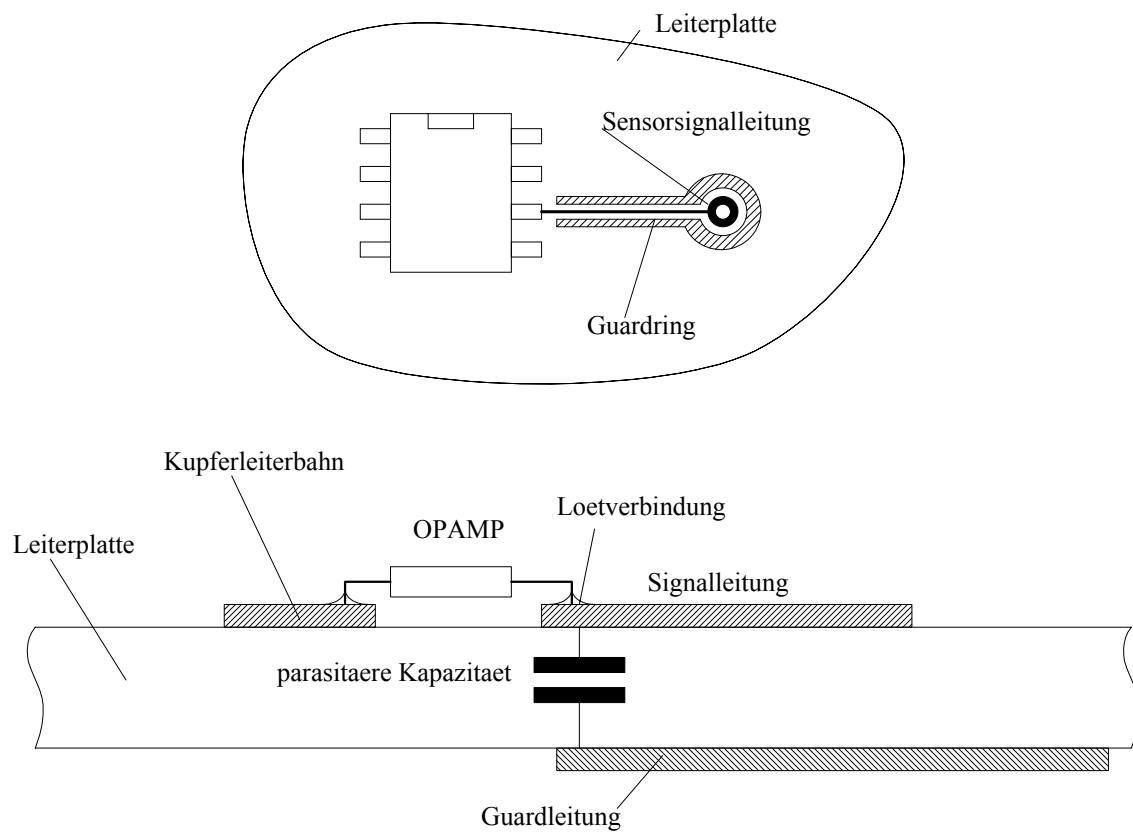 Leiterplatte
Sensorsignalleitung
Guardring
Kupferleiterbahn
Loetverbindung
OPAMP
Leiterplatte
Signalleitung
parasitaere Kapazitaet
Guardleitung